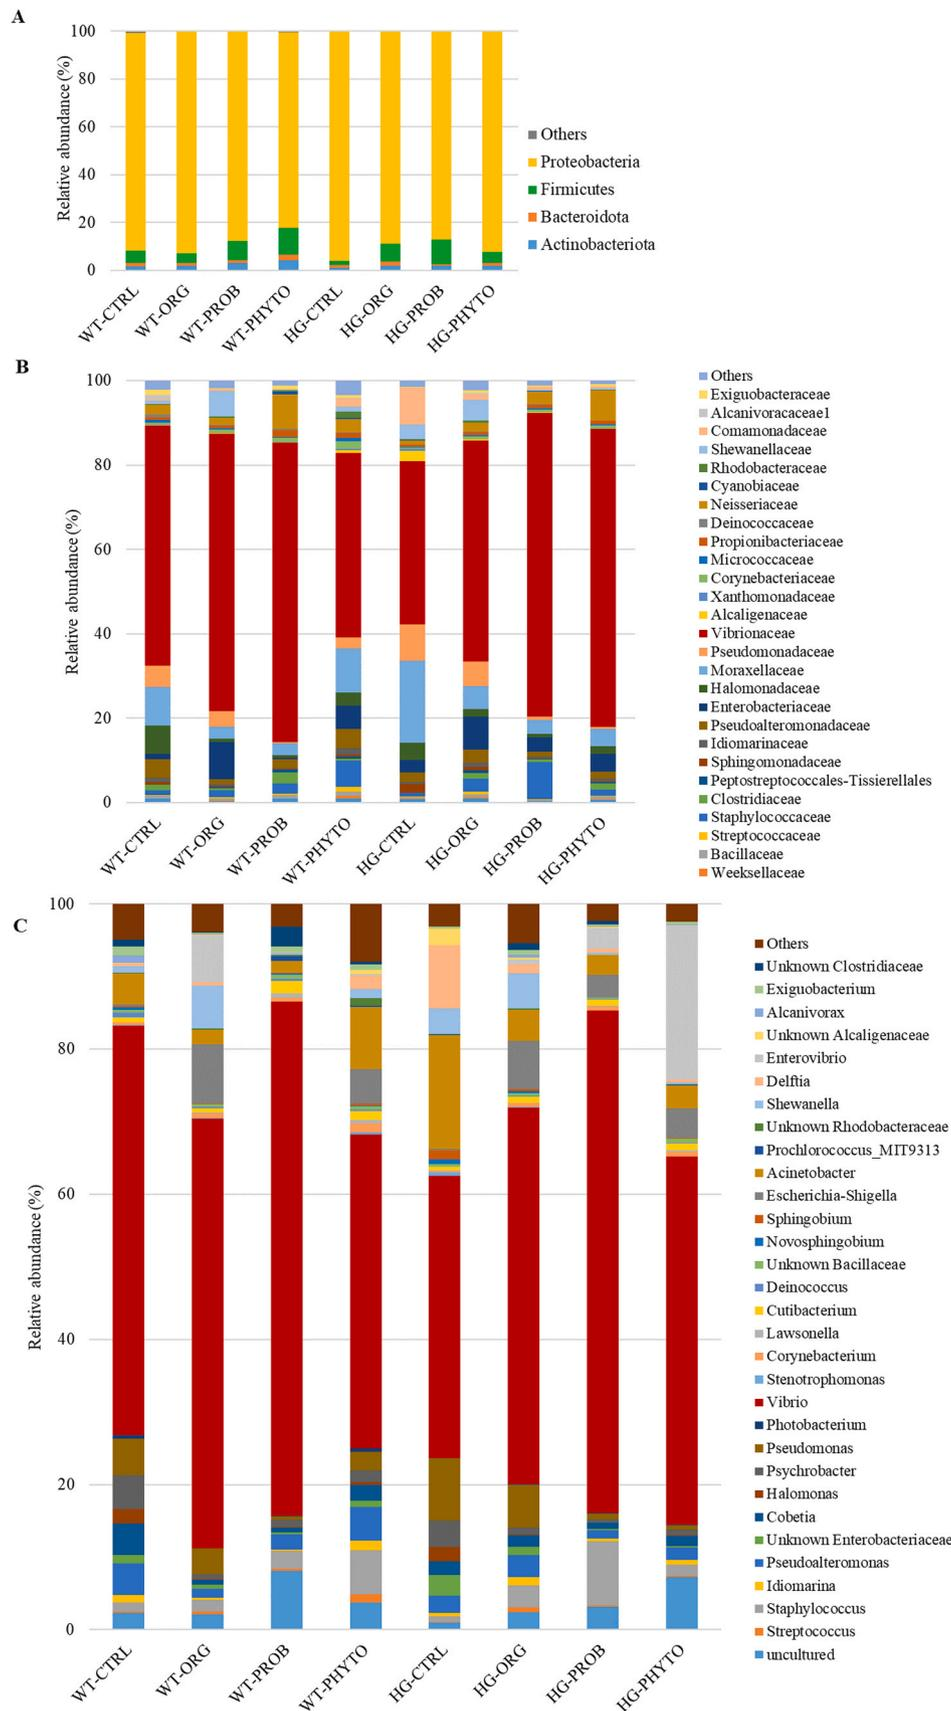 A
100
80
60
40
20
0
Relative abundance (%)
WT-CTRL
WT-ORG
WT-PROB
WT-PHYTO
HG-CTRL
HG-ORG
HG-PROB
HG-PHYTO
Others
Proteobacteria
Firmicutes
Bacteroidota
Actinobacteriota
B
100
80
60
40
20
0
Relative abundance (%)
WT-CTRL
WT-ORG
WT-PROB
WT-PHYTO
HG-CTRL
HG-ORG
HG-PROB
HG-PHYTO
Others
Exiguobacteraceae
Alcanivoracaceae1
Comamonadaceae
Shewanellaceae
Rhodobacteraceae
Cyanobiaceae
Neisseriaceae
Deinococcaceae
Propionibacteriaceae
Micrococcaceae
Corynebacteriaceae
Xanthomonadaceae
Alcaligenaceae
Vibrionaceae
Pseudomonadaceae
Moraxellaceae
Halomonadaceae
Enterobacteriaceae
Pseudoalteromonadaceae
Idiomarinaceae
Sphingomonadaceae
Peptostreptococcales-Tissierellales
Clostridiaceae
Staphylococcaceae
Streptococcaceae
Bacillaceae
Weeksellaceae
C
100
80
60
40
20
0
Relative abundance (%)
WT-CTRL
WT-ORG
WT-PROB
WT-PHYTO
HG-CTRL
HG-ORG
HG-PROB
HG-PHYTO
Others
Unknown Clostridiaceae
Exiguobacterium
Alcanivorax
Unknown Alcaligenaceae
Enterovibrio
Delftia
Shewanella
Unknown Rhodobacteraceae
Prochlorococcus_MIT9313
Acinetobacter
Escherichia-Shigella
Sphingobium
Novosphingobium
Unknown Bacillaceae
Deinococcus
Cutibacterium
Lawsonella
Corynebacterium
Stenotrophomonas
Vibrio
Photobacterium
Pseudomonas
Psychrobacter
Halomonas
Cobetia
Unknown Enterobacteriaceae
Pseudoalteromonas
Idiomarina
Staphylococcus
Streptococcus
uncultured